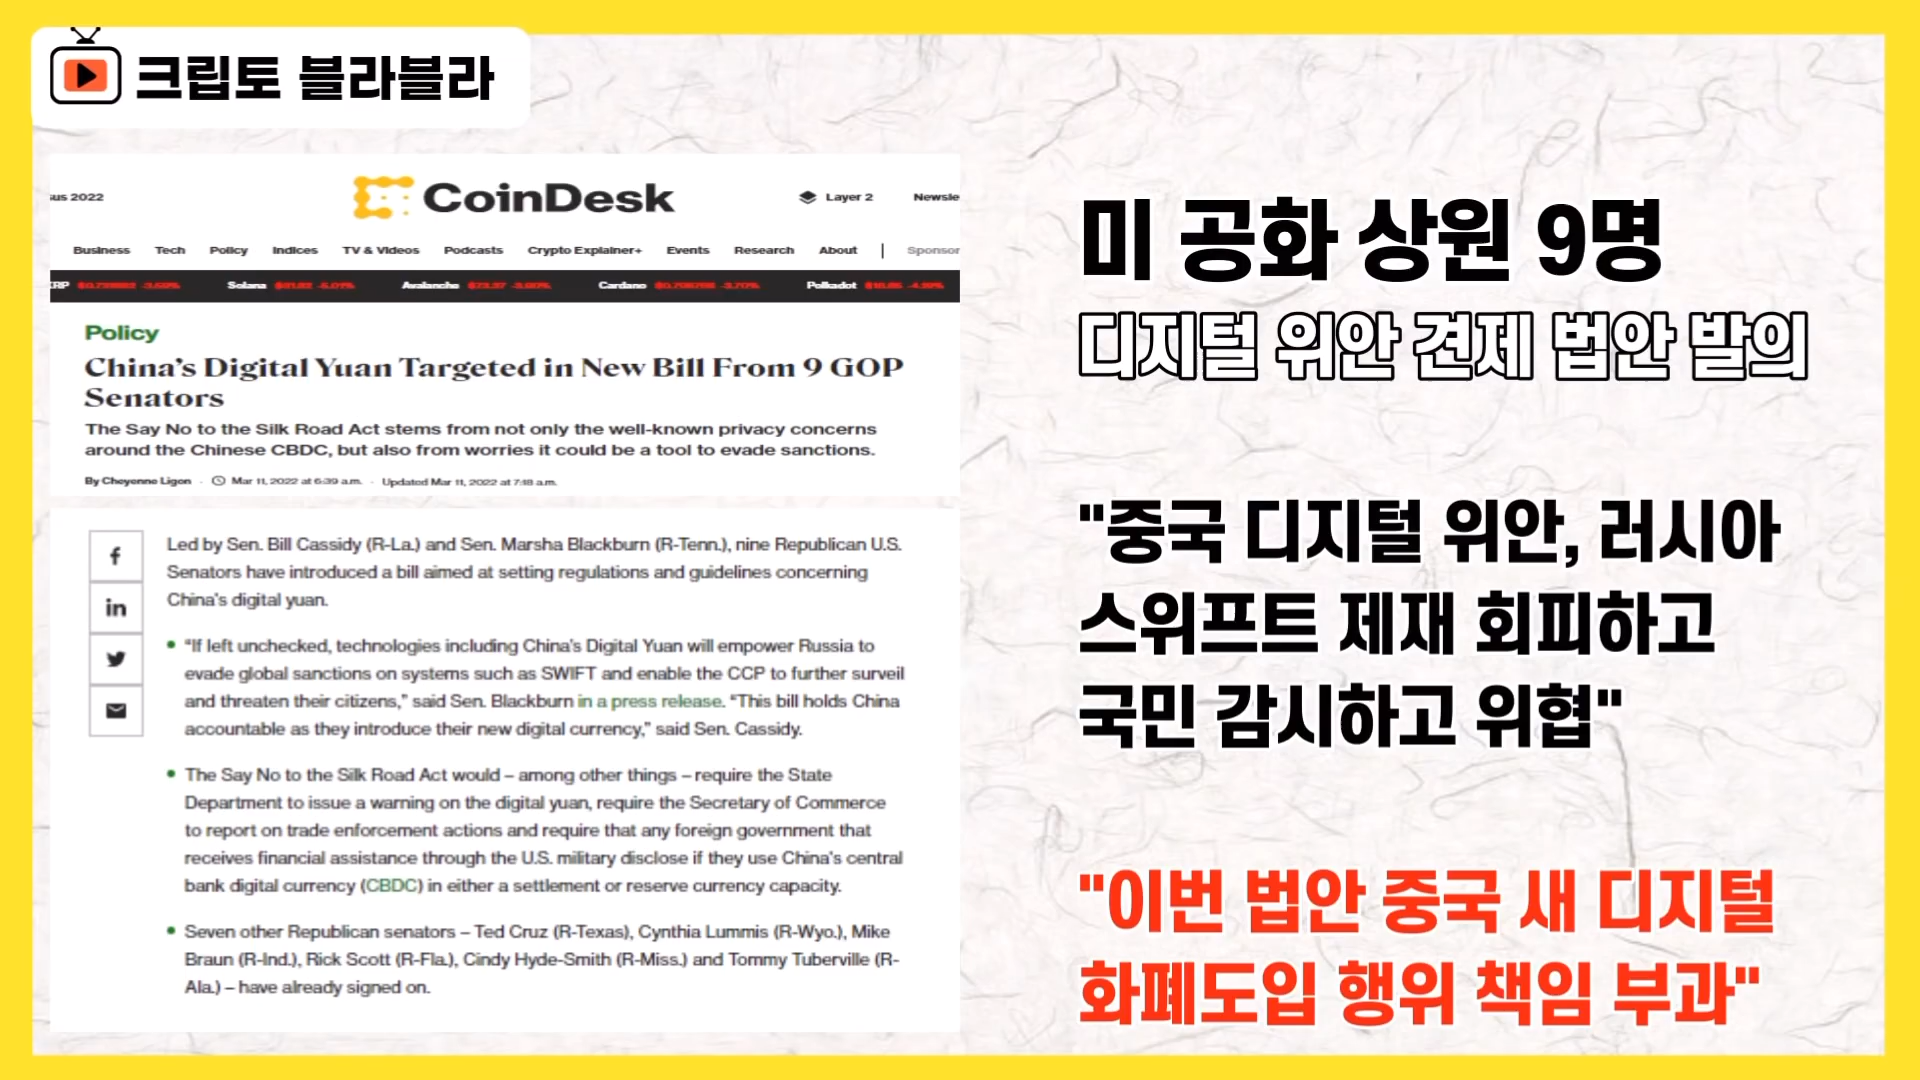 크립토 블라블라
sus 2022
CoinDesk
Layer 2
Newsle
Business Tech Policy Indices TV & Videos Podcasts Crypto Explainer+ Events Research About | Sponsor
XRP Solana Avalanche Cardano Polkadot
Policy
China's Digital Yuan Targeted in New Bill From 9 GOP
Senators
The Say No to the Silk Road Act stems from not only the well-known privacy concerns
around the Chinese CBDC, but also from worries it could be a tool to evade sanctions.
By Cheyenne Ligon · Mar 11, 2022 at 6:39 a.m. · Updated Mar 11, 2022 at 7:18 a.m.
Led by Sen. Bill Cassidy (R-La.) and Sen. Marsha Blackburn (R-Tenn.), nine Republican U.S.
Senators have introduced a bill aimed at setting regulations and guidelines concerning
China's digital yuan.
• “If left unchecked, technologies including China's Digital Yuan will empower Russia to
evade global sanctions on systems such as SWIFT and enable the CCP to further surveil
and threaten their citizens,” said Sen. Blackburn in a press release. “This bill holds China
accountable as they introduce their new digital currency,” said Sen. Cassidy.
• The Say No to the Silk Road Act would – among other things – require the State
Department to issue a warning on the digital yuan, require the Secretary of Commerce
to report on trade enforcement actions and require that any foreign government that
receives financial assistance through the U.S. military disclose if they use China's central
bank digital currency (CBDC) in either a settlement or reserve currency capacity.
• Seven other Republican senators – Ted Cruz (R-Texas), Cynthia Lummis (R-Wyo.), Mike
Braun (R-Ind.), Rick Scott (R-Fla.), Cindy Hyde-Smith (R-Miss.) and Tommy Tuberville (R-
Ala.) – have already signed on.
미 공화 상원 9명
디지털 위안 견제 법안 발의
"중국 디지털 위안, 러시아
스위프트 제재 회피하고
국민 감시하고 위협"
"이번 법안 중국 새 디지털
화폐도입 행위 책임 부과"